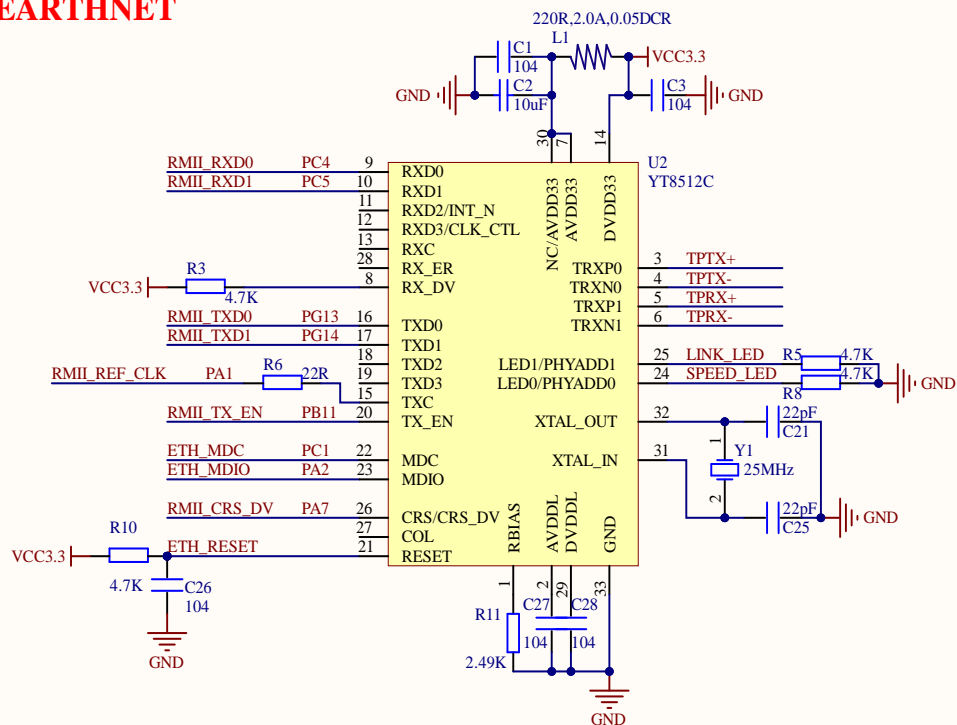 EARTHNET
220R,2.0A,0.05DCR
C1 L1
104 VCC3.3
GND C2 C3 GND
10uF 104
30 7 14
RMII_RXD0 PC4 9 RXD0 U2
RMII_RXD1 PC5 10 RXD1 YT8512C
11 RXD2/INT_N
12 RXD3/CLK_CTL
13 RXC
NC/AVDD33 AVDD33 DVDD33
28 RX_ER TRXP0 3 TPTX+
R3
VCC3.3 8 RX_DV TRXN0 4 TPTX-
4.7K
TRXP1 5 TPRX+
RMII_TXD0 PG13 16 TXD0 TRXN1 6 TPRX-
RMII_TXD1 PG14 17 TXD1
18 TXD2 LED1/PHYADD1 25 LINK_LED R5 4.7K
R6
RMII_REF_CLK PA1 22R 19 TXD3 LED0/PHYADD0 24 SPEED_LED 4.7K GND
R8
15 TXC
RMII_TX_EN PB11 20 TX_EN XTAL_OUT 32 22pF
C21
1 Y1
ETH_MDC PC1 22 MDC XTAL_IN 31 25MHz
ETH_MDIO PA2 23 MDIO
2
RMII_CRS_DV PA7 26 CRS/CRS_DV 22pF GND
27 COL C25
R10
VCC3.3 ETH_RESET 21 RESET
RBIAS AVDDL DVDDL GND
4.7K C26
104
1 2 29 33
R11 C27 C28
104 104
2.49K
GND
GND